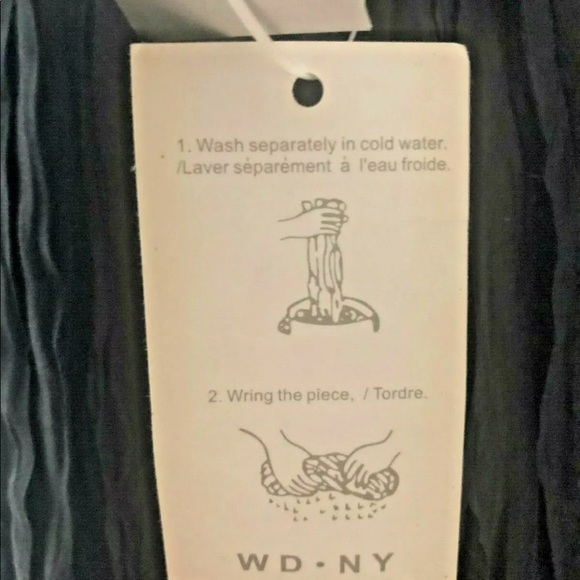 1. Wash separately in cold water.
/Laver séparément à l'eau froide.
2. Wring the piece, / Tordre.
WD·NY